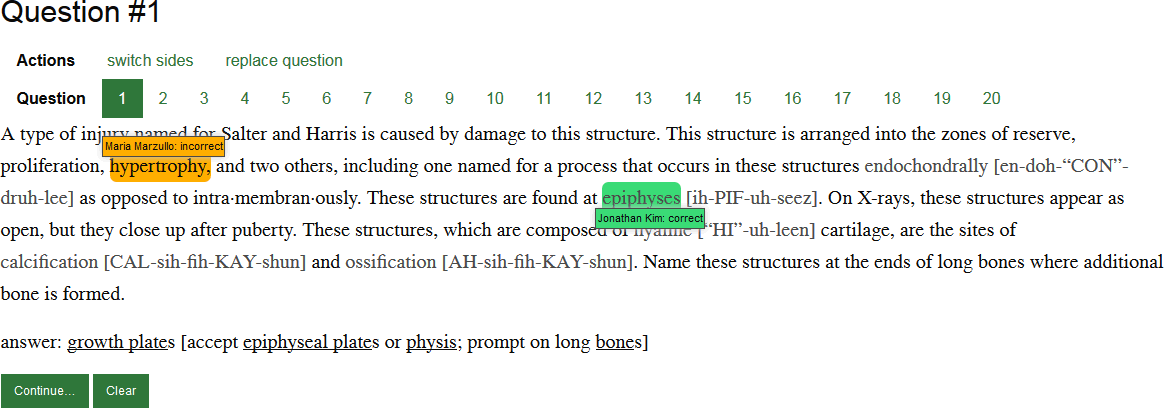 Question #1
Actions switch sides replace question
Question 1 2 3 4 5 6 7 8 9 10 11 12 13 14 15 16 17 18 19 20
A type of injury named for Salter and Harris is caused by damage to this structure. This structure is arranged into the zones of reserve,
Maria Marzullo: incorrect
proliferation, hypertrophy, and two others, including one named for a process that occurs in these structures endochondrally [en-doh-“CON”-
druh-lee] as opposed to intra·membran·ously. These structures are found at epiphyses [ih-PIF-uh-seez]. On X-rays, these structures appear as
Jonathan Kim: correct
open, but they close up after puberty. These structures, which are composed of hyaline [“HI”-uh-leen] cartilage, are the sites of
calcification [CAL-sih-fih-KAY-shun] and ossification [AH-sih-fih-KAY-shun]. Name these structures at the ends of long bones where additional
bone is formed.
answer: growth plates [accept epiphyseal plates or physis; prompt on long bones]
Continue... Clear